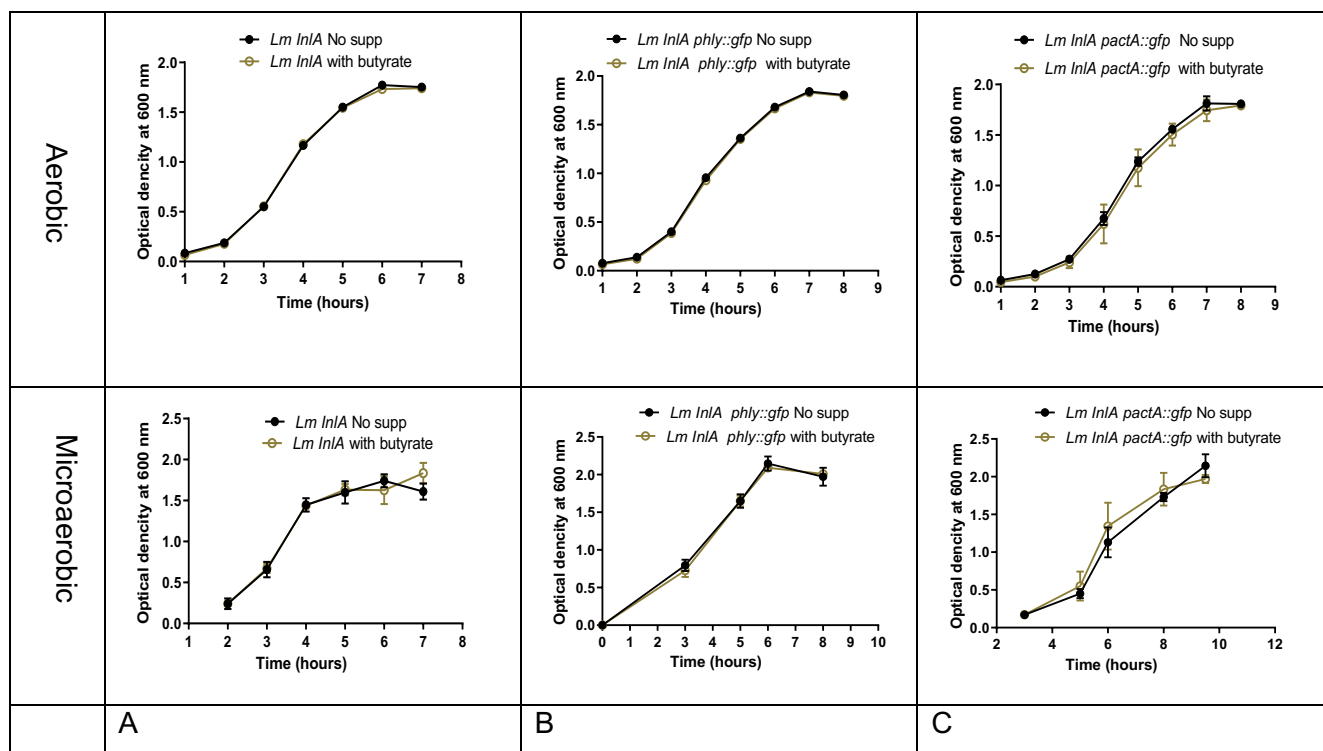 Aerobic
Lm InlA No supp
Lm InlA with butyrate
Optical dencity at 600 nm
2.0
1.5
1.0
0.5
0.0
1 2 3 4 5 6 7 8
Time (hours)
Lm InlA phly::gfp No supp
Lm InlA phly::gfp with butyrate
Optical dencity at 600 nm
2.0
1.5
1.0
0.5
0.0
1 2 3 4 5 6 7 8 9
Time (hours)
Lm InlA pactA::gfp No supp
Lm InlA pactA::gfp with butyrate
Optical dencity at 600 nm
2.0
1.5
1.0
0.5
0.0
1 2 3 4 5 6 7 8 9
Time (hours)
Microaerobic
Lm InlA No supp
Lm InlA with butyrate
Optical dencity at 600 nm
2.5
2.0
1.5
1.0
0.5
0.0
1 2 3 4 5 6 7 8
Time (hours)
Lm InlA phly::gfp No supp
Lm InlA phly::gfp with butyrate
Optical dencity at 600 nm
2.5
2.0
1.5
1.0
0.5
0.0
0 1 2 3 4 5 6 7 8 9 10
Time (hours)
Lm InlA pactA::gfp No supp
Lm InlA pactA::gfp with butyrate
Optical dencity at 600 nm
2.5
2.0
1.5
1.0
0.5
0.0
2 4 6 8 10 12
Time (hours)
A
B
C